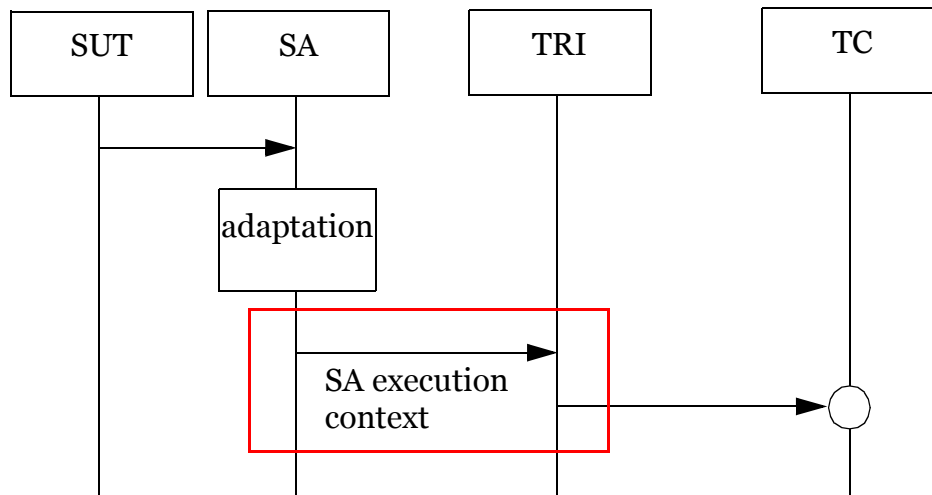 SUT
SA
TRI
TC
adaptation
SA execution
context